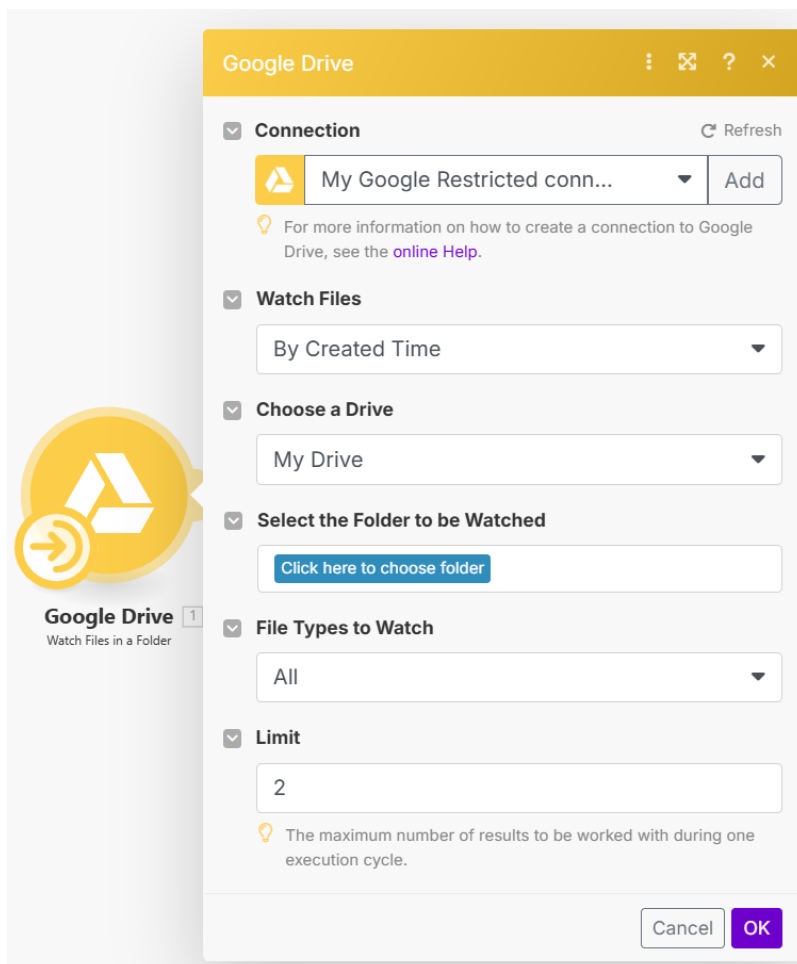 Google Drive
?
Connection
Refresh
My Google Restricted conn...
Add
For more information on how to create a connection to Google
Drive, see the online Help.
Watch Files
By Created Time
Choose a Drive
My Drive
Select the Folder to be Watched
Click here to choose folder
Google Drive 1
Watch Files in a Folder
File Types to Watch
All
Limit
2
The maximum number of results to be worked with during one
execution cycle.
Cancel
OK